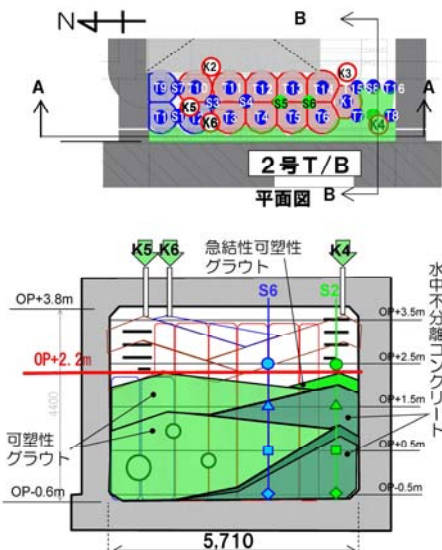 N
B
A
A
K2
K3
T9 S7 T10 T11 T12 T13 T14 T15 S8 T16
K5 S3 S4 S5 S6 K1
T1 S1 T2 K6 T3 T4 T5 T6 T7 K4 T8
2号T/B
B
平面図
K5 K6
急結性可塑性
グラウト
K4
水中不分離コンクリート
OP+3.8m
S6
S2
OP+3.5m
OP+2.2m
OP+2.5m
4400
OP+1.5m
可塑性
グラウト
OP+0.5m
OP-0.6m
OP-0.5m
5,710